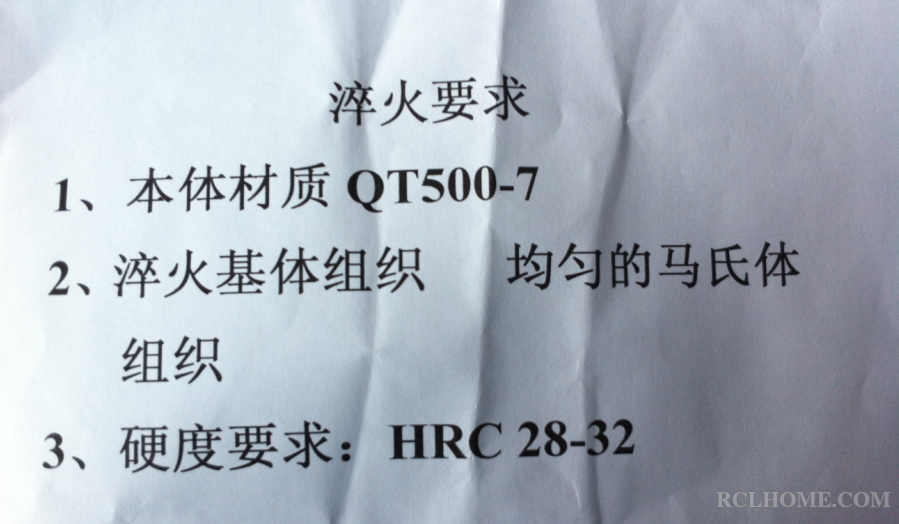 淬火要求
1、本体材质 QT500-7
2、淬火基体组织 均匀的马氏体
组织
3、硬度要求：HRC 28-32
RCLHOME.COM